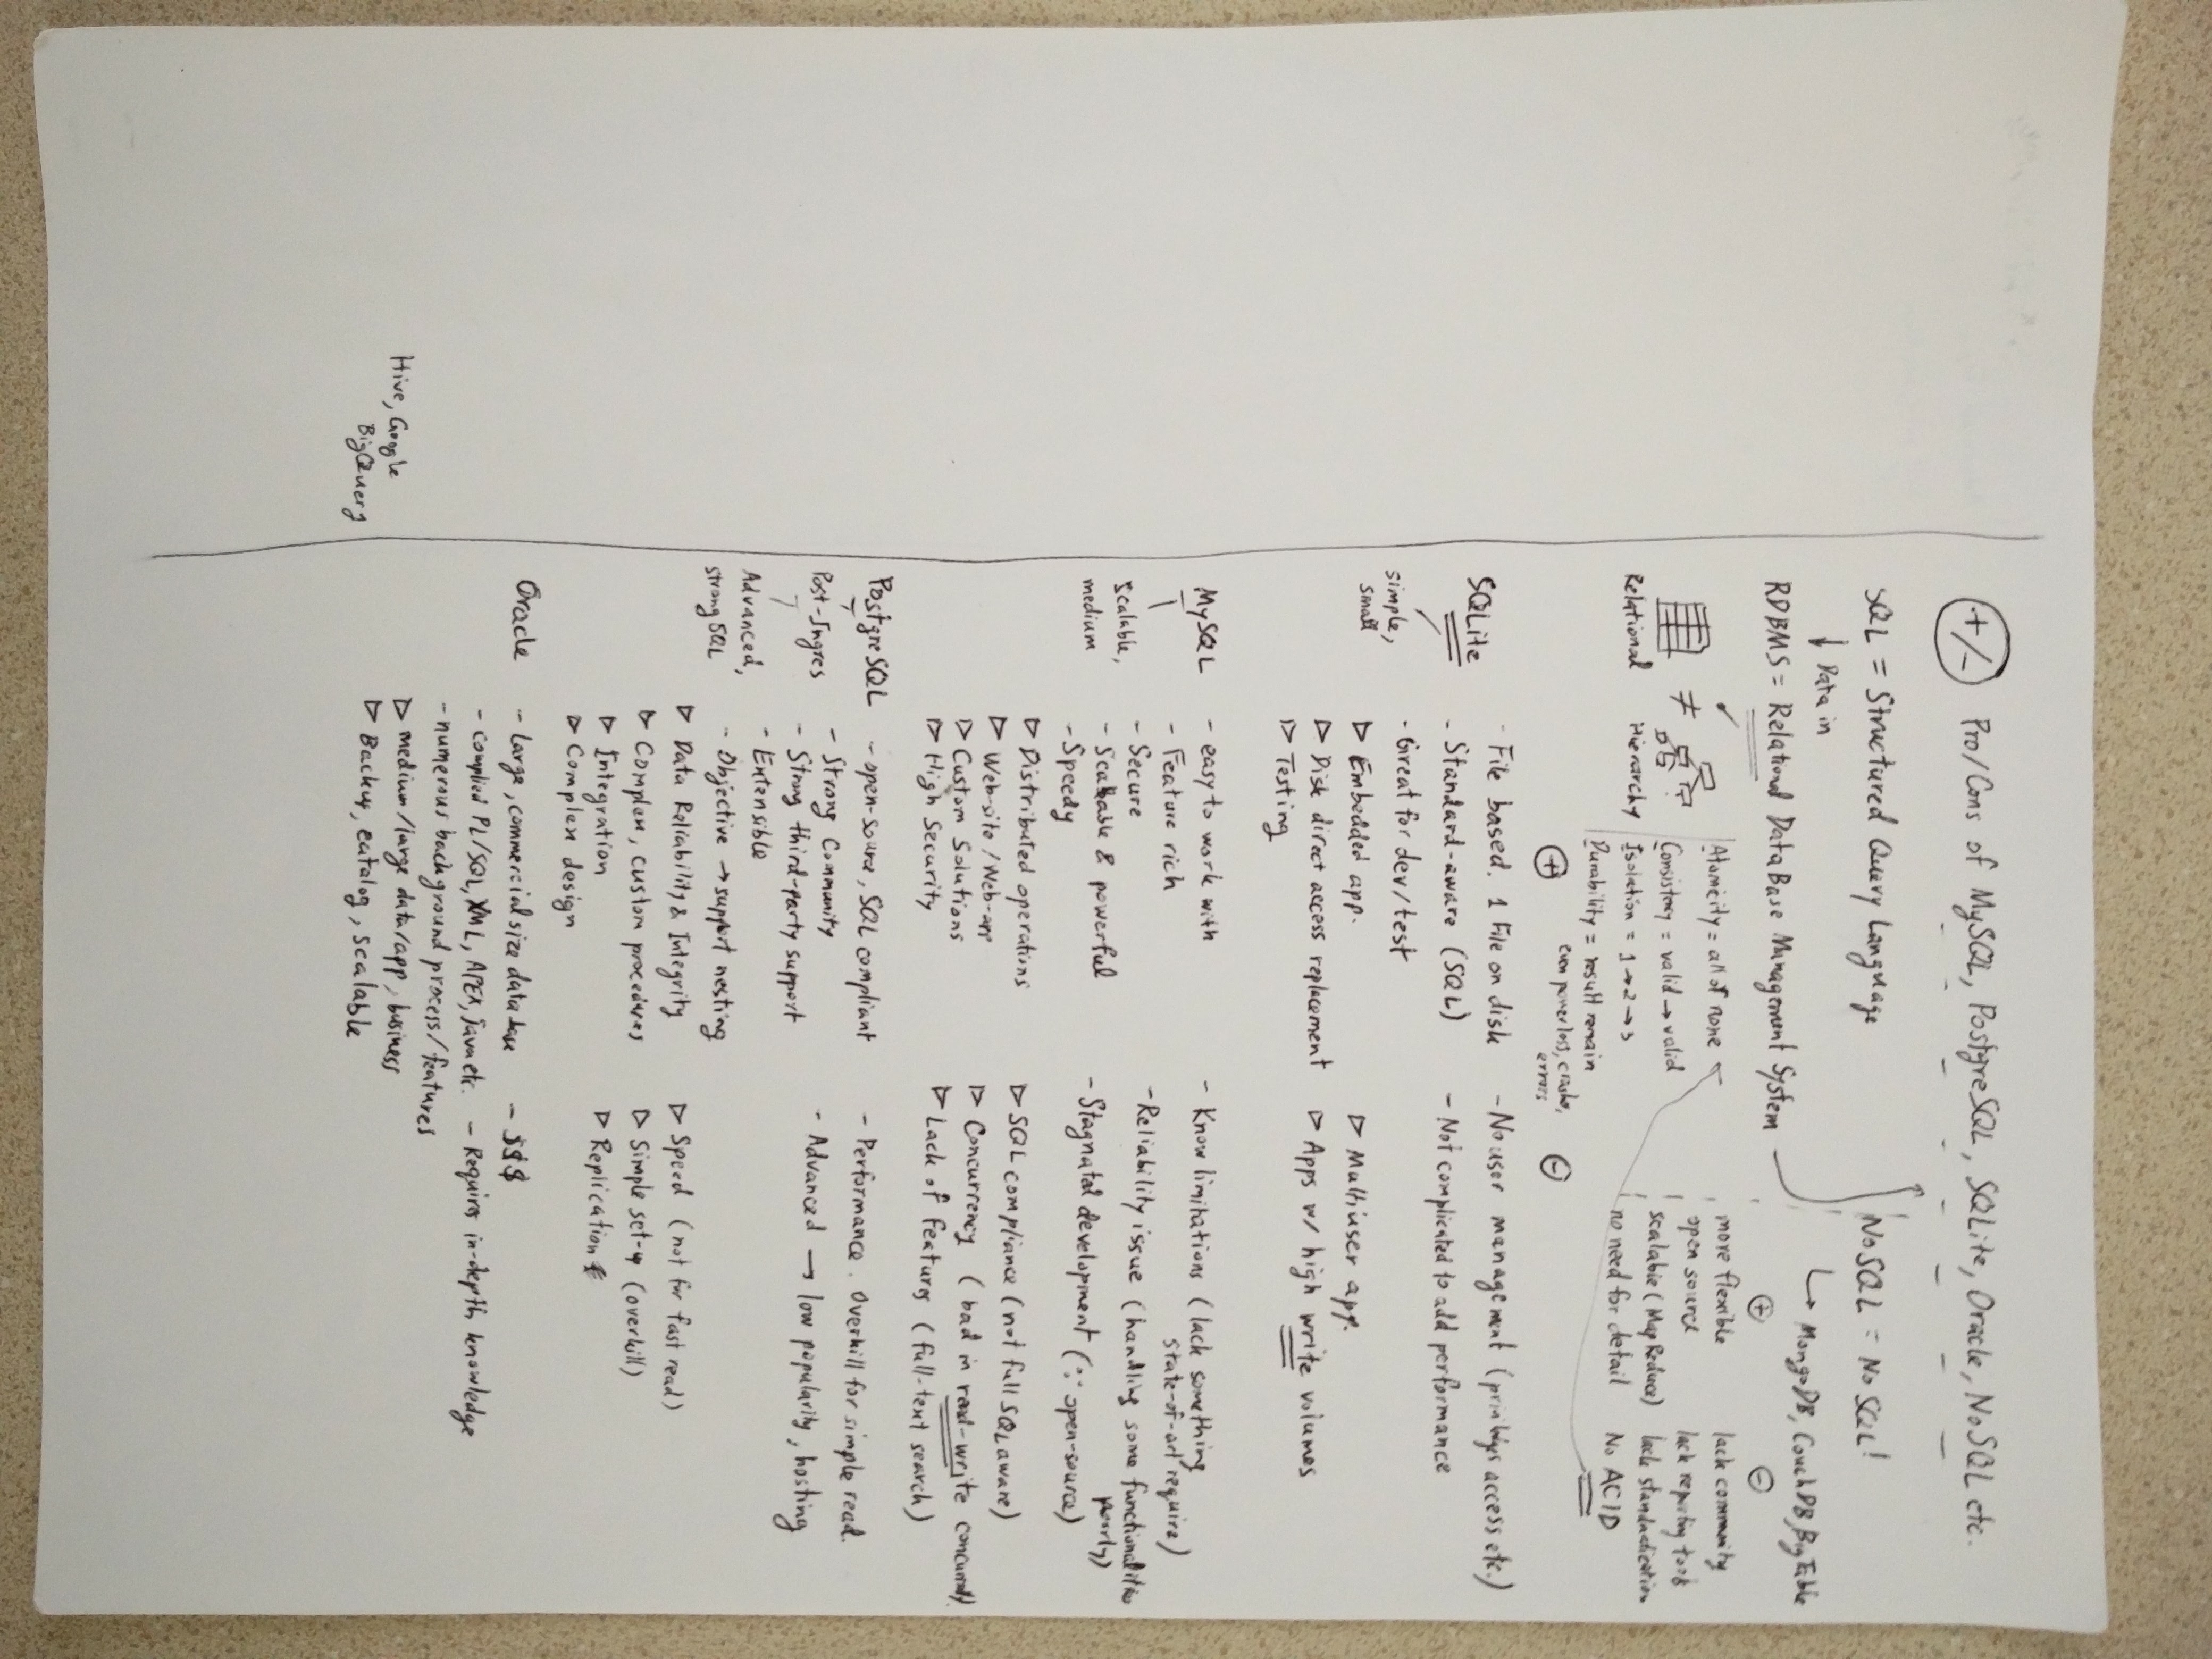 +/- Pro/Cons of MySQL, PostgreSQL, SQLite, Oracle, NoSQL etc.
SQL = Structured Query Language
↓ Data in
RDBMS = Relational DataBase Management System
NoSQL = No SQL!
↳ MongoDB, CouchDB, BigTable
⊕ ⊖
more flexible lack community
open source lack reporting tools
scalable (MapReduce) lack
no need for detail No ACID
Relational ≠ Hierarchy
Atomicity = all or none
Consistency = valid → valid
Isolation = 1 → 2 → 3
Durability = result remain
even power loss, crashes,
errors
⊕ ⊖
SQLite
simple,
small
- File based. 1 File on disk
- Standard-aware (SQL)
- Great for dev/test
▷ Embedded app.
▷ Disk direct access replacement
▷ Testing
- No user management (privileges access etc.)
- Not complicated to add performance
▷ Multiuser app.
▷ Apps w/ high write volumes
MySQL
Scalable,
medium
- easy to work with
- Feature rich
- Secure
- Scalable & powerful
- Speedy
▷ Distributed operations
▷ Web-site / Web-app
▷ Custom Solutions
▷ High Security
- Know limitations (lack something
state-of-art require)
- Reliability issue (handling some functionalities
poorly)
- Stagnated development (∵ open-source)
▷ SQL compliance (not full SQL aware)
▷ Concurrency (bad in read-write
▷ Lack of features (full-text search)
PostgreSQL
Post-Ingres
Advanced,
strong SQL
- open-source, SQL compliant
- Strong Community
- Strong third-party support
- Extensible
- Objective → support nesting
▷ Data Reliability & Integrity
▷ Complex, custom procedures
▷ Integration
▷ Complex design
- Performance. Overkill for simple read.
- Advanced → low popularity, hosting
▷ Speed (not for fast read)
▷ Simple set-up (overkill)
▷ Replication
Oracle
- Large, commercial size database
- complied PL/SQL, XML, APEX, Java etc.
- numerous background process/features
▷ medium/large data/app, business
▷ Backup, catalog, scalable
- $$$
- Requires in-depth knowledge
Hive, Google
BigQuery